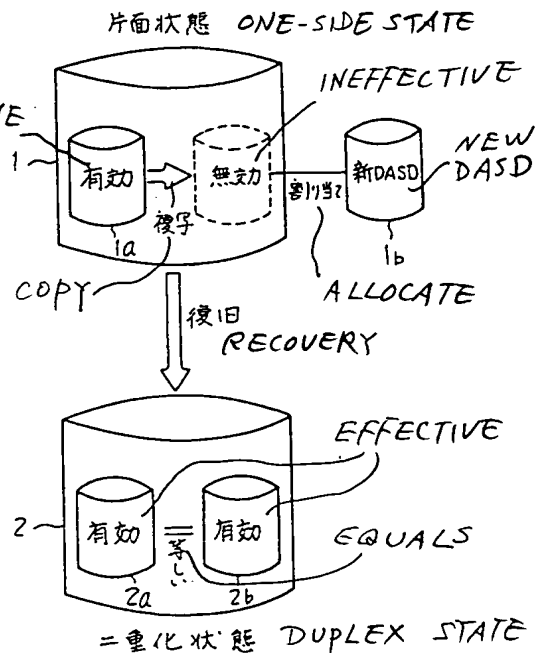 片面状態 ONE-SIDE STATE
INEFFECTIVE
VE
1
有効
無効
新DASD
NEW
DASD
1a
複写
割り当て
1b
COPY
ALLOCATE
復旧
RECOVERY
EFFECTIVE
2
有効
=
有効
等しい
EQUALS
2a
2b
二重化状態 DUPLEX STATE